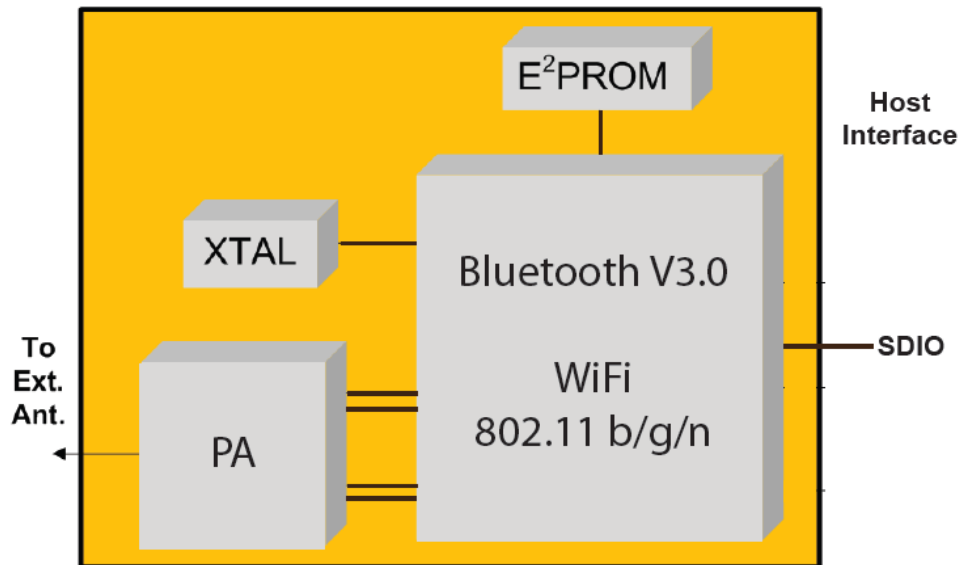 E²PROM
Host
Interface
XTAL
Bluetooth V3.0
To
Ext.
Ant.
SDIO
WiFi
PA
802.11 b/g/n